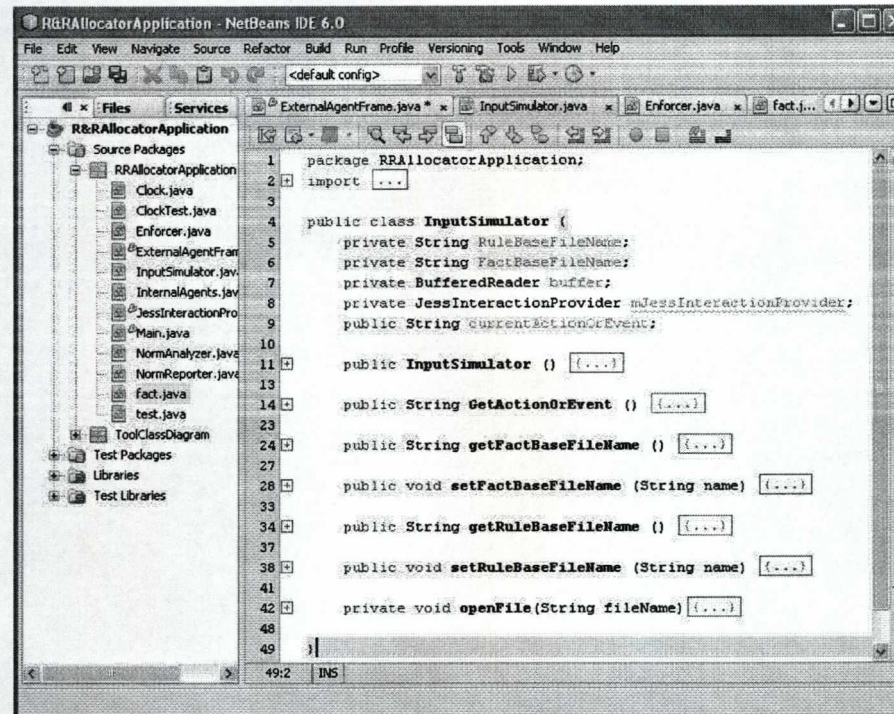 R&RAllocatorApplication - NetBeans IDE 6.0
File Edit View Navigate Source Refactor Build Run Profile Versioning Tools Window Help
<default config>
Files Services
ExternalAgentFrame.java * x InputSimulator.java x Enforcer.java x fact.j...
R&RAllocatorApplication
Source Packages
RRAllocatorApplication
Clock.java
ClockTest.java
Enforcer.java
ExternalAgentFram
InputSimulator.jav
InternalAgents.jav
JessInteractionPro
Main.java
NormAnalyzer.java
NormReporter.java
fact.java
test.java
ToolClassDiagram
Test Packages
Libraries
Test Libraries
1 package RRAllocatorApplication;
2 import ...
3
4 public class InputSimulator {
5 private String RuleBaseFileName;
6 private String FactBaseFileName;
7 private BufferedReader buffer;
8 private JessInteractionProvider mJessInteractionProvider;
9 public String currentActionOrEvent;
10
11 public InputSimulator () {...}
13
14 public String GetActionOrEvent () {...}
23
24 public String getFactBaseFileName () {...}
27
28 public void setFactBaseFileName (String name) {...}
33
34 public String getRuleBaseFileName () {...}
37
38 public void setRuleBaseFileName (String name) {...}
41
42 private void openFile(String fileName) {...}
48
49 }
49:2 INS